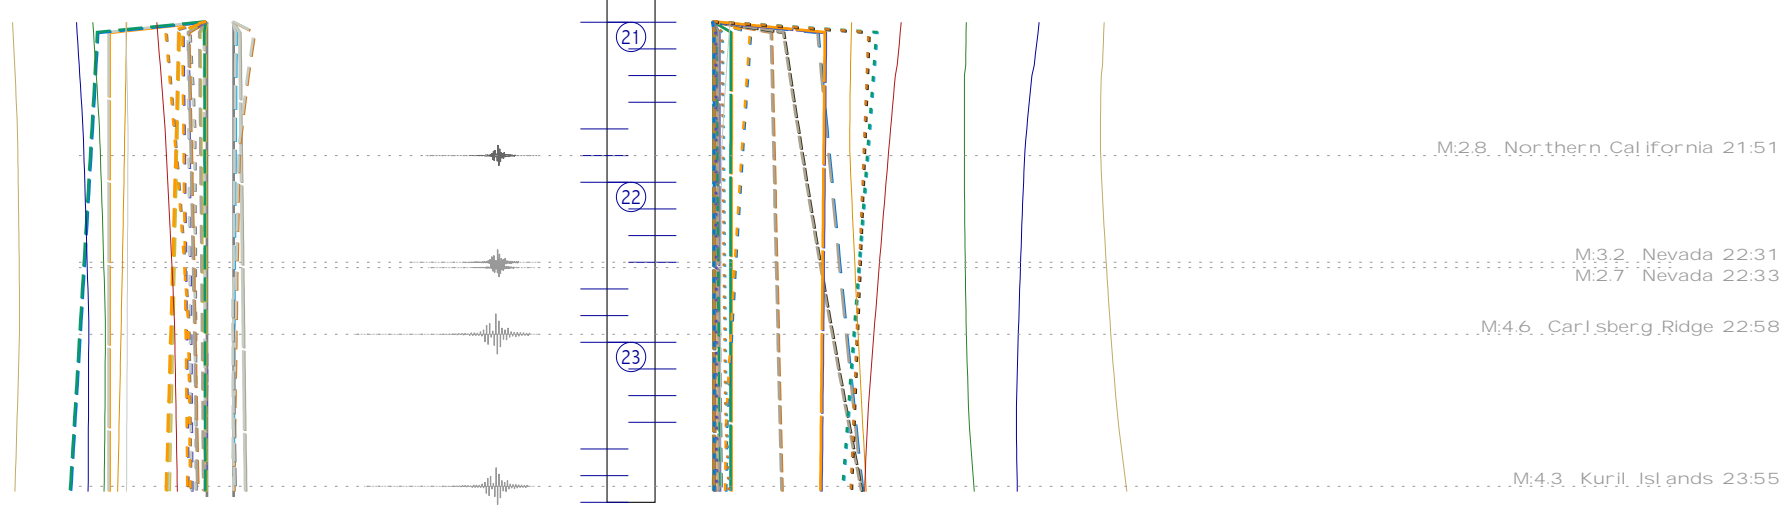 21
M:2.8 Northern California 21:51
22
M:3.2 Nevada 22:31
M:2.7 Nevada 22:33
M:4.6 Carlsberg Ridge 22:58
23
M:4.3 Kuril Islands 23:55